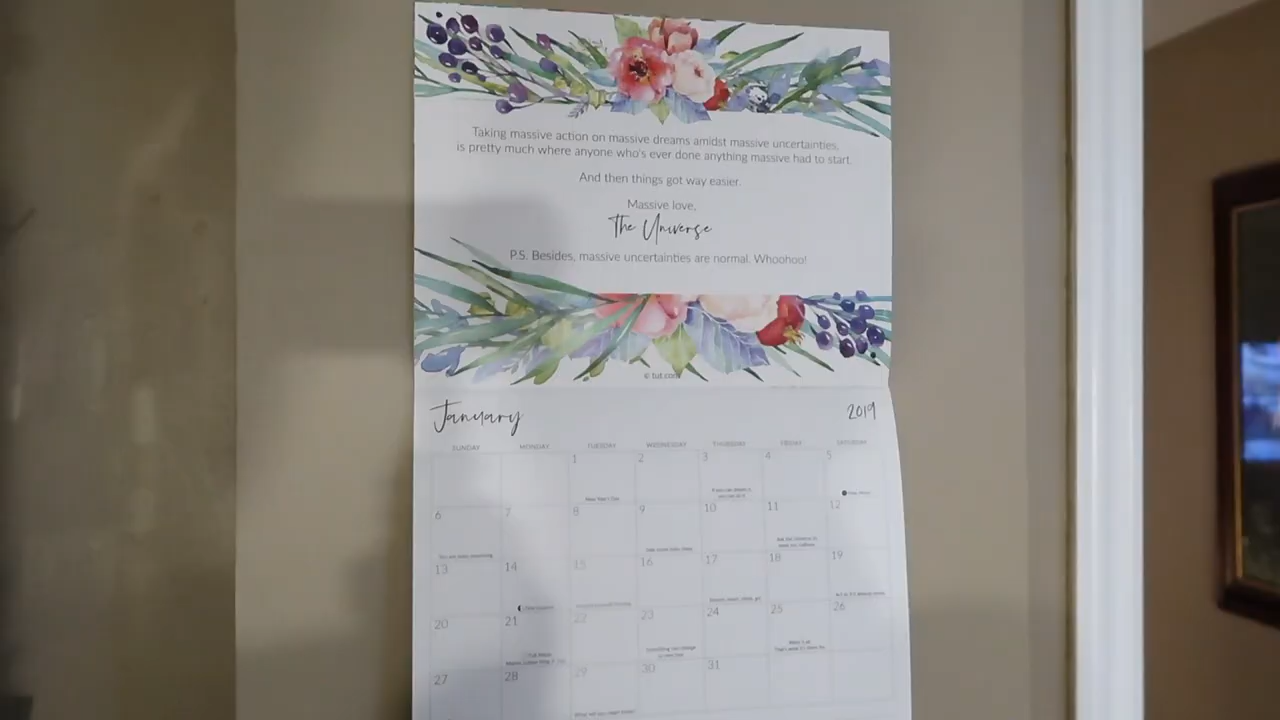 Taking massive action on massive dreams amidst massive uncertainties,
is pretty much where anyone who's ever done anything massive had to start.
And then things got way easier.
Massive love,
The Universe
P.S. Besides, massive uncertainties are normal. Whoohoo!
© tut.com
January 2019
SUNDAY MONDAY TUESDAY WEDNESDAY THURSDAY FRIDAY SATURDAY
1 2 3 4 5
New Year's Day
6 7 8 9 10 11 12
13 14 15 16 17 18 19
20 21 22 23 24 25 26
27 28 29 30 31